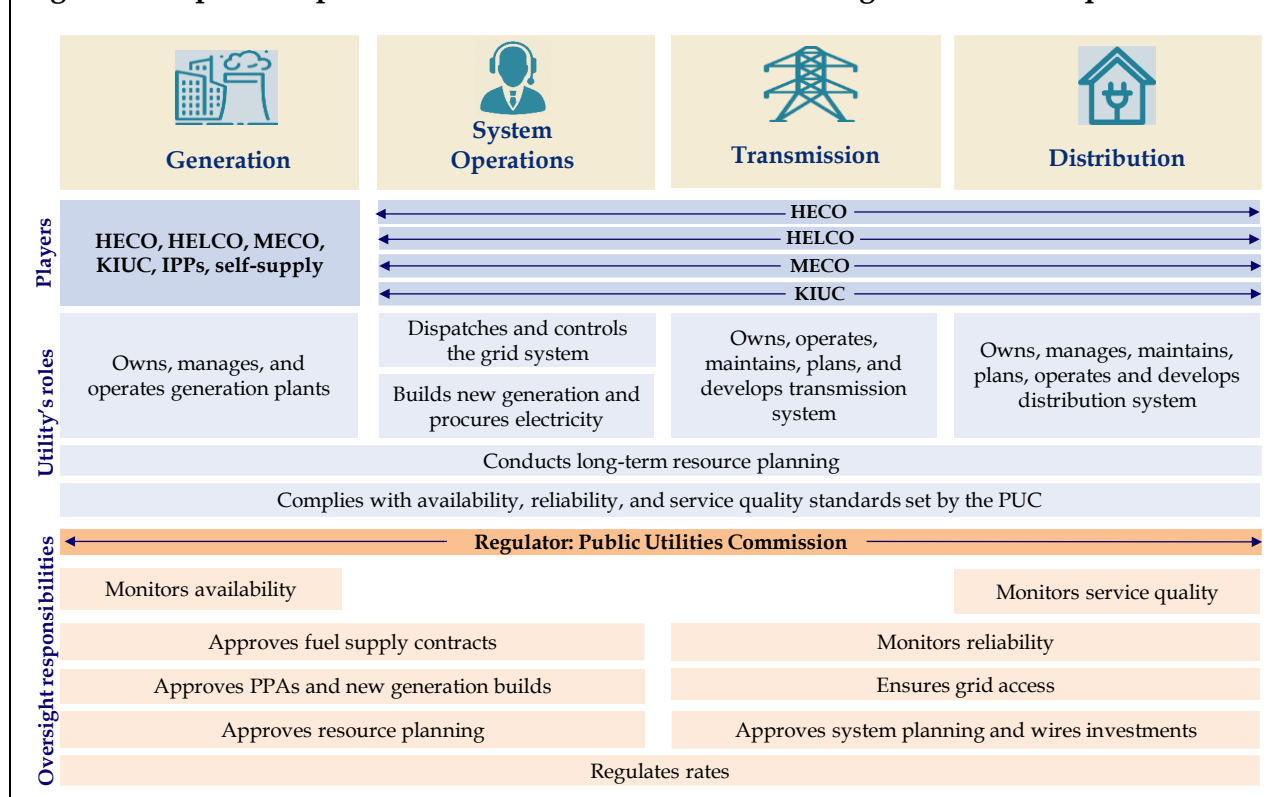 Generation
System
Operations
Transmission
Distribution
Players
HECO, HELCO, MECO,
KIUC, IPPs, self-supply
HECO
HELCO
MECO
KIUC
Utility's roles
Owns, manages, and
operates generation plants
Dispatches and controls
the grid system
Builds new generation and
procures electricity
Owns, operates,
maintains, plans, and
develops transmission
system
Owns, manages, maintains,
plans, operates and develops
distribution system
Conducts long-term resource planning
Complies with availability, reliability, and service quality standards set by the PUC
Oversight responsibilities
Regulator: Public Utilities Commission
Monitors availability
Monitors service quality
Approves fuel supply contracts
Monitors reliability
Approves PPAs and new generation builds
Ensures grid access
Approves resource planning
Approves system planning and wires investments
Regulates rates